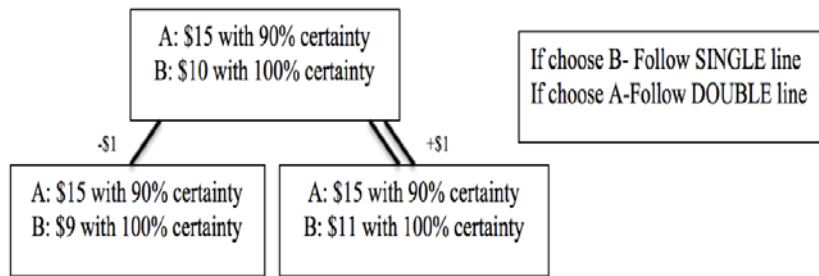 A: $15 with 90% certainty
B: $10 with 100% certainty
If choose B- Follow SINGLE line
If choose A-Follow DOUBLE line
-$1
+$1
A: $15 with 90% certainty
B: $9 with 100% certainty
A: $15 with 90% certainty
B: $11 with 100% certainty